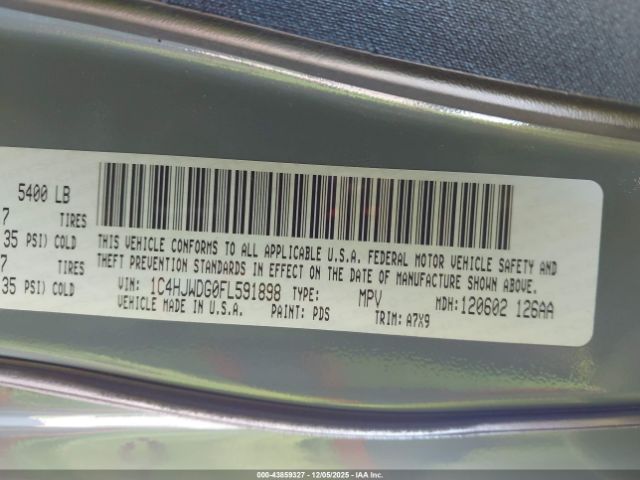 5400 LB
7 TIRES
35 PSI) COLD
7 TIRES
35 PSI) COLD
THIS VEHICLE CONFORMS TO ALL APPLICABLE U.S.A. FEDERAL MOTOR VEHICLE SAFETY AND
THEFT PREVENTION STANDARDS IN EFFECT ON THE DATE OF MANUFACTURE SHOWN ABOVE.
VIN: 1C4HJWDG0FL591898 TYPE: MPV MDH: 120602 126AA
VEHICLE MADE IN U.S.A. PAINT: PDS TRIM: A7X9
000-43859327 - 12/05/2025 - IAA Inc.